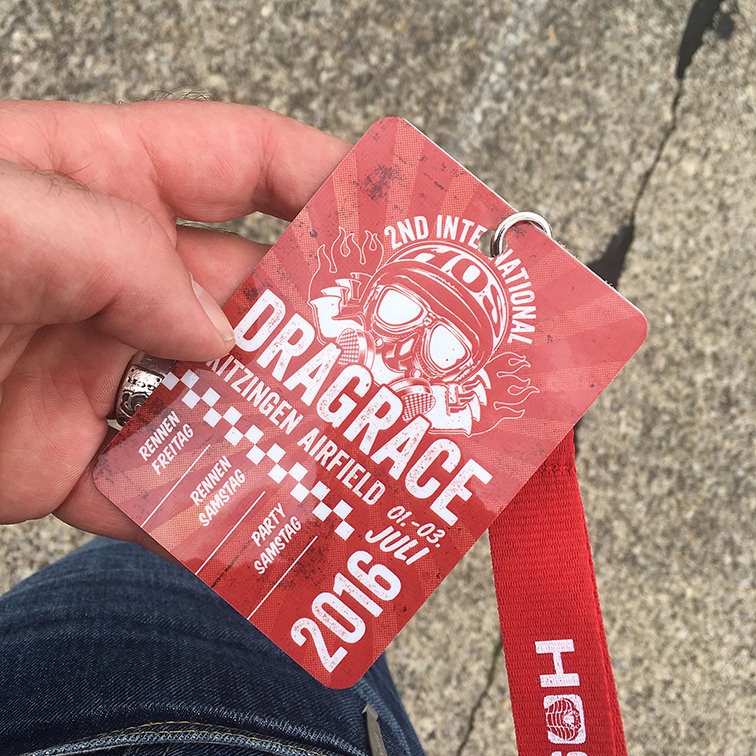 2ND INTERNATIONAL
HOS
DRAGRACE
KITZINGEN AIRFIELD
01.-03.
JULI
2016
RENNEN
FREITAG
RENNEN
SAMSTAG
PARTY
SAMSTAG